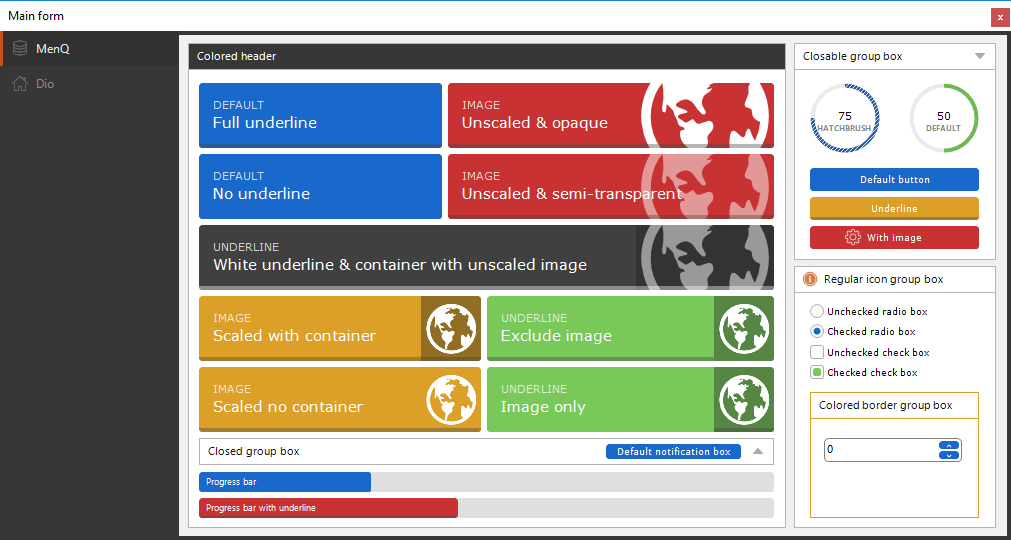 Main form
x
MenQ
Dio
Colored header
DEFAULT
Full underline
IMAGE
Unscaled & opaque
DEFAULT
No underline
IMAGE
Unscaled & semi-transparent
UNDERLINE
White underline & container with unscaled image
IMAGE
Scaled with container
UNDERLINE
Exclude image
IMAGE
Scaled no container
UNDERLINE
Image only
Closed group box
Default notification box
Progress bar
Progress bar with underline
Closable group box
75
HATCHBRUSH
50
DEFAULT
Default button
Underline
With image
Regular icon group box
Unchecked radio box
Checked radio box
Unchecked check box
Checked check box
Colored border group box
0